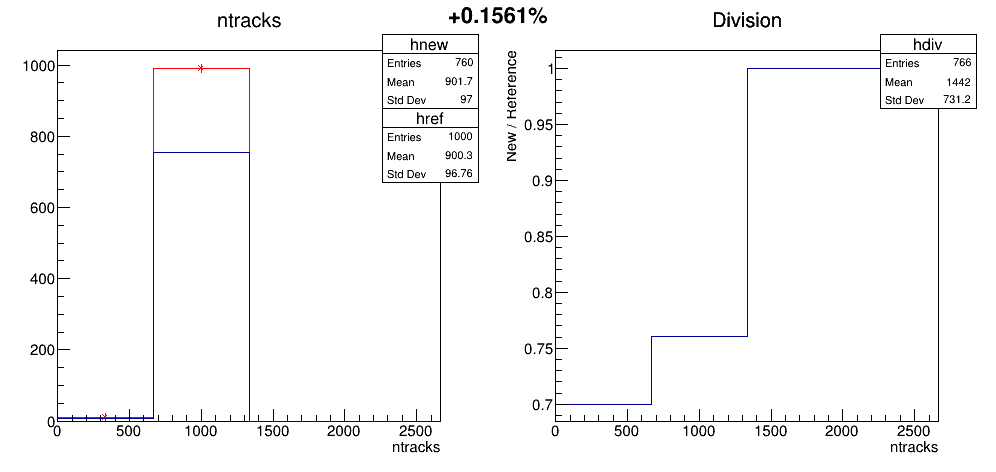 +0.1561%
ntracks
hnew
Entries 760
Mean 901.7
Std Dev 97
href
Entries 1000
Mean 900.3
Std Dev 96.76
1000
800
600
400
200
0
0 500 1000 1500 2000 2500
ntracks
Division
hdiv
Entries 766
Mean 1442
Std Dev 731.2
New / Reference
1
0.95
0.9
0.85
0.8
0.75
0.7
0 500 1000 1500 2000 2500
ntracks